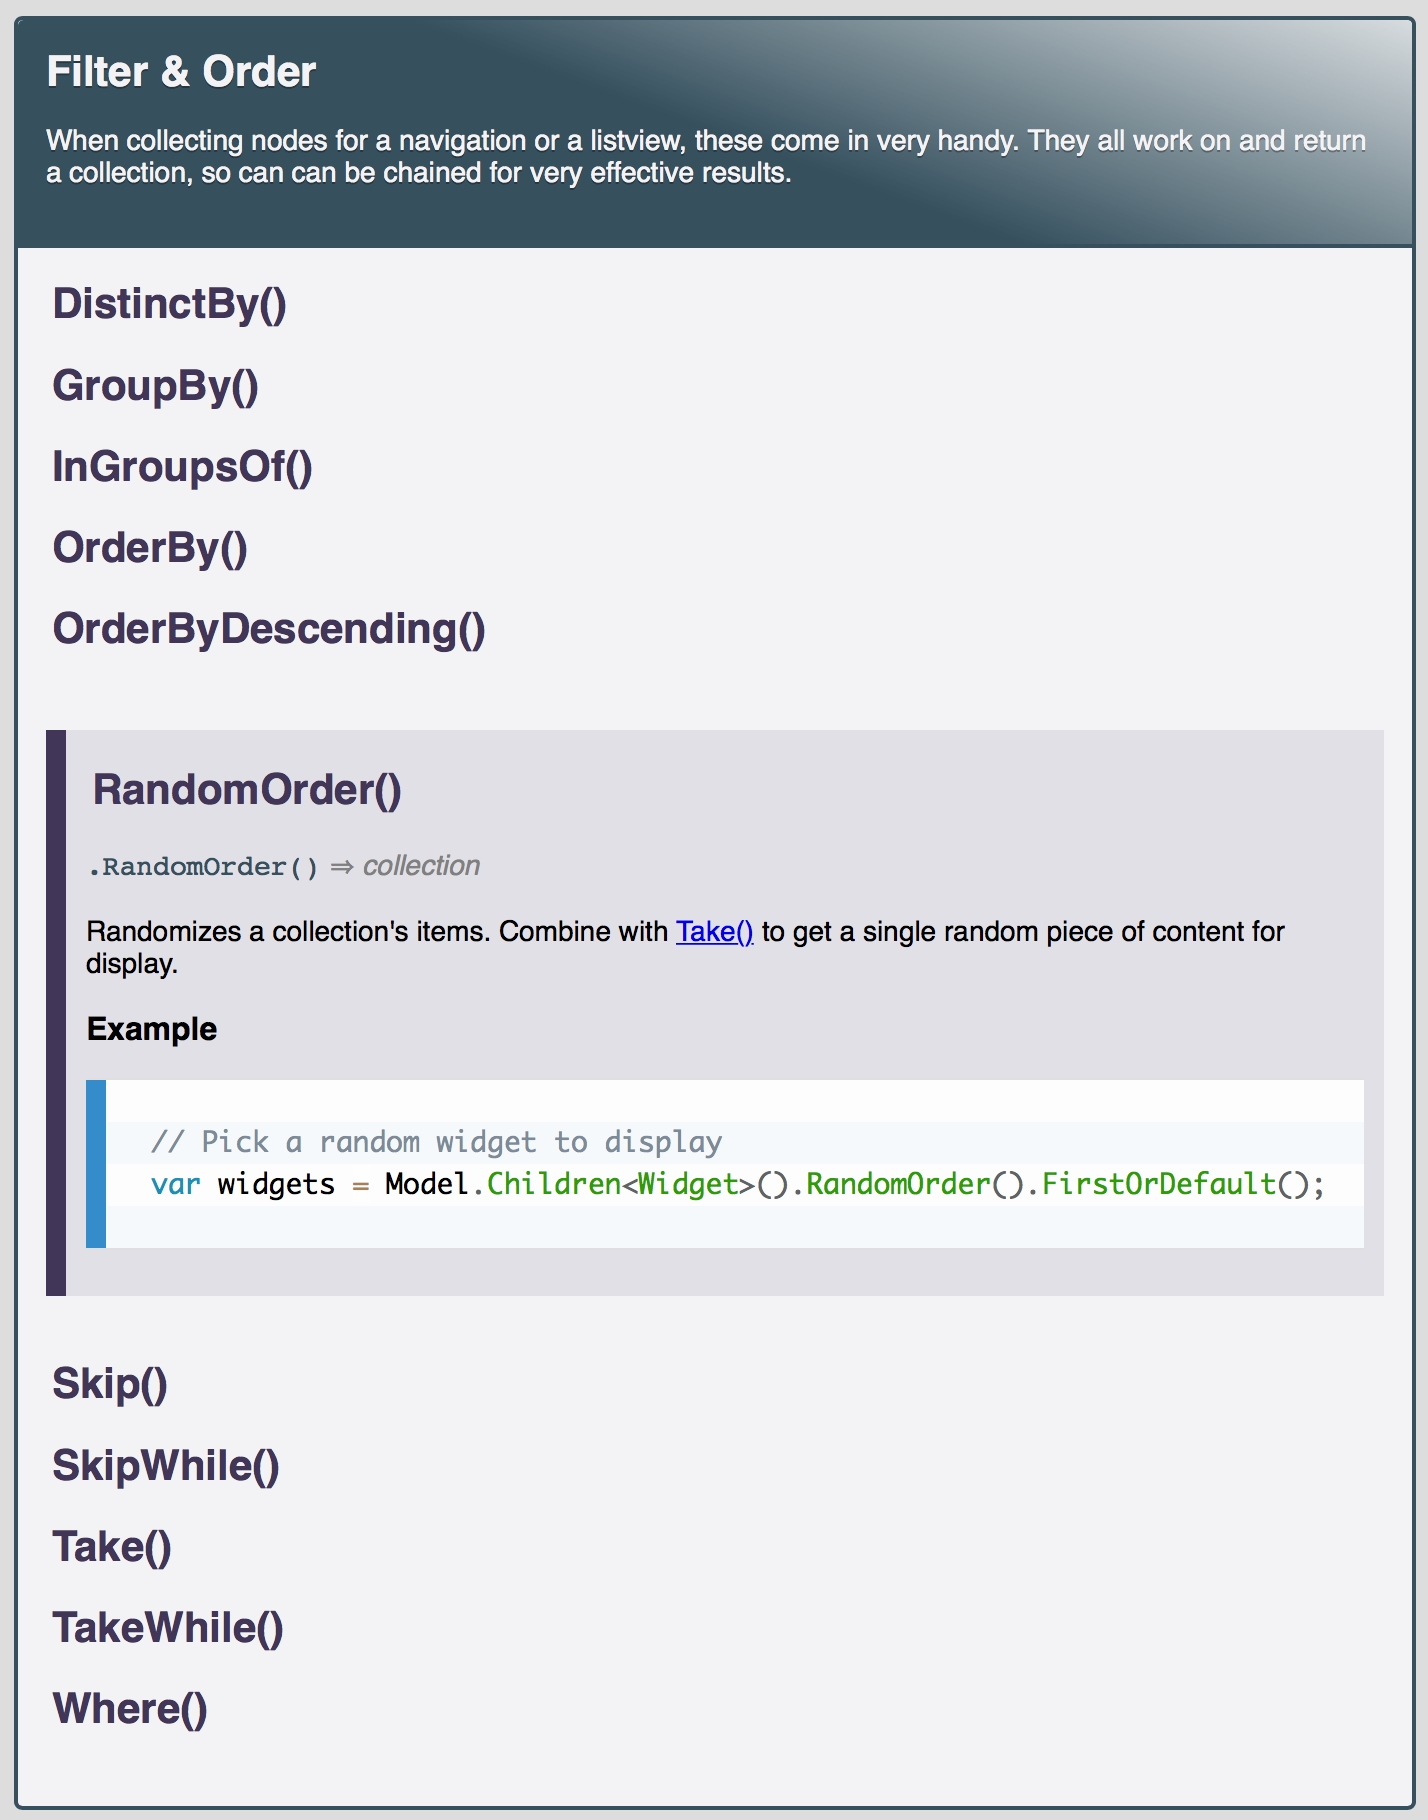 Filter & Order
When collecting nodes for a navigation or a listview, these come in very handy. They all work on and return
a collection, so can can be chained for very effective results.
DistinctBy()
GroupBy()
InGroupsOf()
OrderBy()
OrderByDescending()
RandomOrder()
.RandomOrder() ⇒ collection
Randomizes a collection's items. Combine with Take() to get a single random piece of content for
display.
Example
// Pick a random widget to display
var widgets = Model.Children<Widget>().RandomOrder().FirstOrDefault();
Skip()
SkipWhile()
Take()
TakeWhile()
Where()